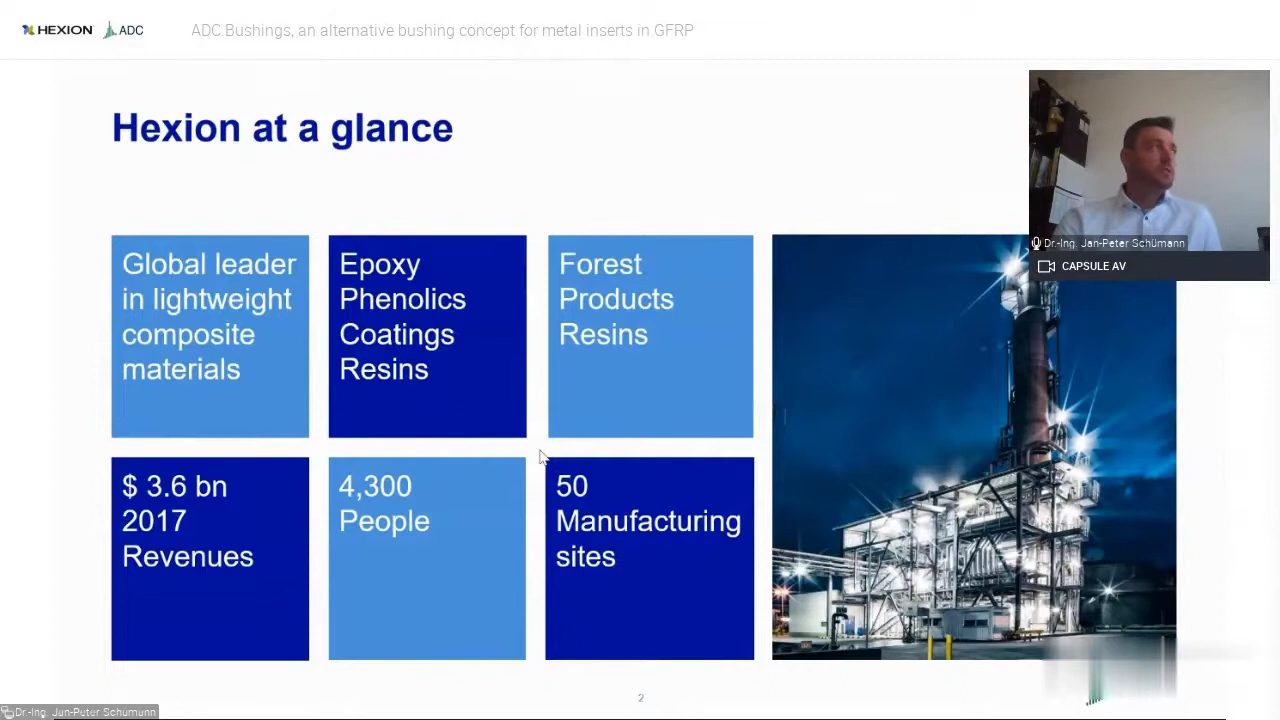 HEXION ADC
ADC Bushings, an alternative bushing concept for metal inserts in GFRP
Hexion at a glance
Dr.-Ing. Jan-Peter Schümann
CAPSULE AV
Global leader
in lightweight
composite
materials
Epoxy
Phenolics
Coatings
Resins
Forest
Products
Resins
$ 3.6 bn
2017
Revenues
4,300
People
50
Manufacturing
sites
2
Dr.-Ing. Jan-Peter Schümann